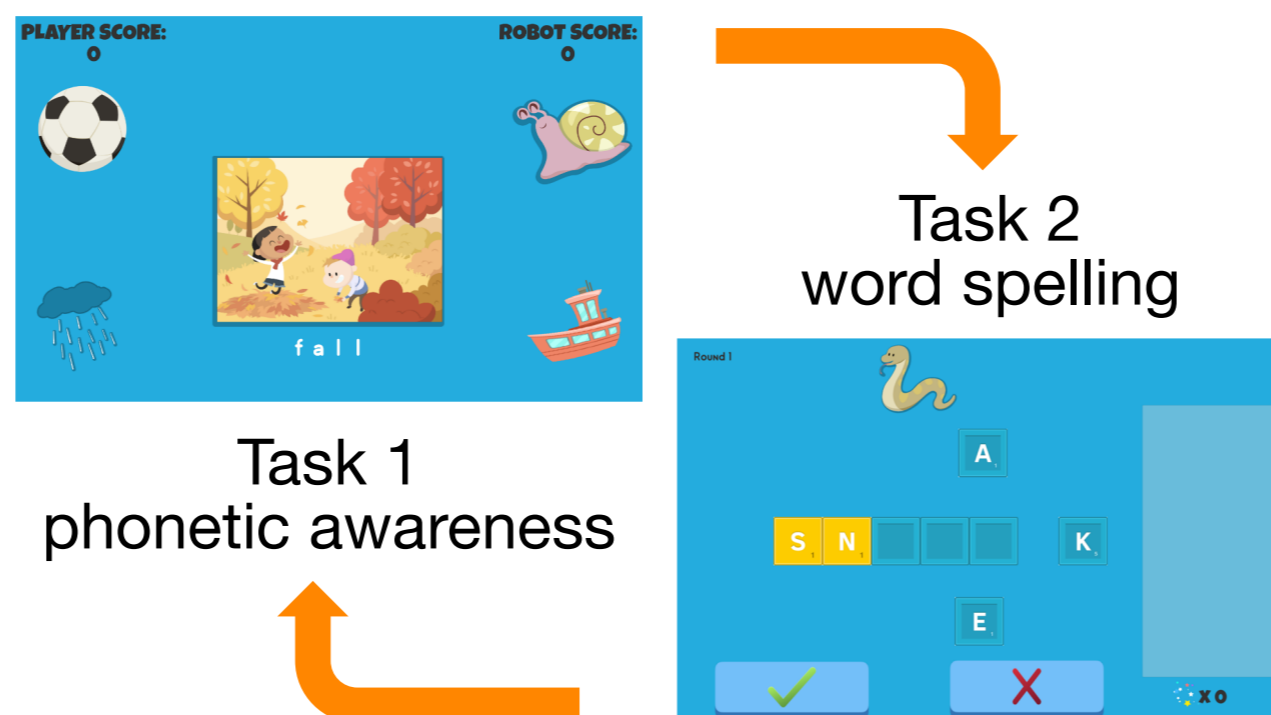 PLAYER SCORE:
0
ROBOT SCORE:
0
fall
Task 1
phonetic awareness
Task 2
word spelling
Round 1
A
S N
K
E
X 0